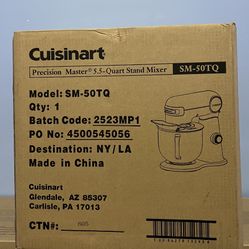 Cuisinart
Precision Master® 5.5-Quart Stand Mixer SM-50TQ
Model: SM-50TQ
Qty: 1
Batch Code: 2523MP1
PO No: 4500545056
Destination: NY/LA
Made in China
Cuisinart
Glendale, AZ 85307
Carlisle, PA 17013
CTN#: